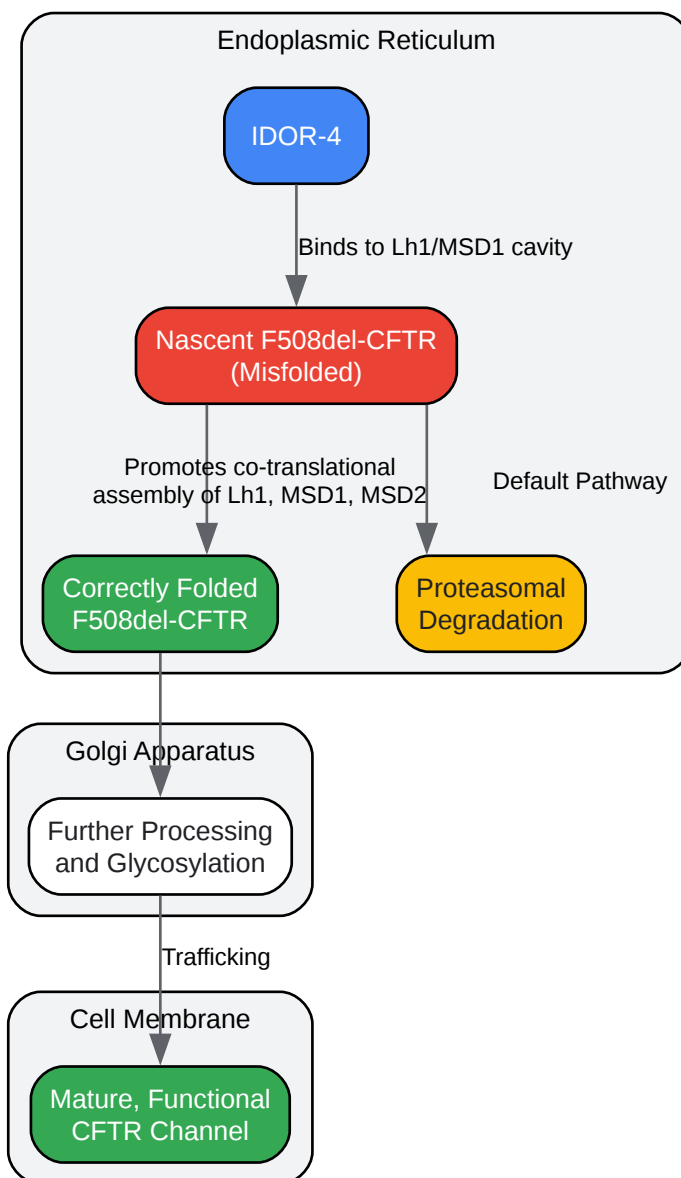 Endoplasmic Reticulum
IDOR-4
Binds to Lh1/MSD1 cavity
Nascent F508del-CFTR
(Misfolded)
Promotes co-translational
assembly of Lh1, MSD1, MSD2
Default Pathway
Correctly Folded
F508del-CFTR
Proteasomal
Degradation
Golgi Apparatus
Further Processing
and Glycosylation
Trafficking
Cell Membrane
Mature, Functional
CFTR Channel